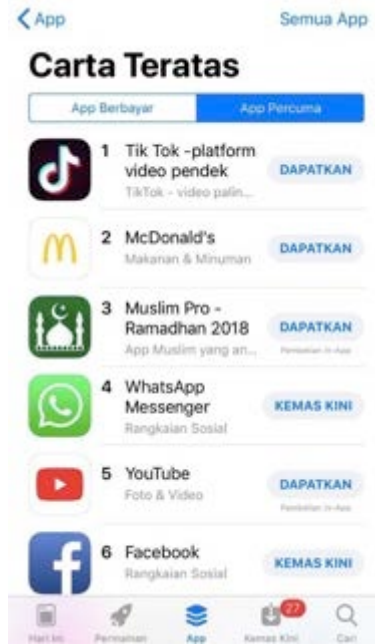 App
Semua App
Carta Teratas
App Berbayar
App Percuma
1 Tik Tok -platform
video pendek
TikTok - video palin...
DAPATKAN
2 McDonald's
Makanan & Minuman
DAPATKAN
3 Muslim Pro -
Ramadhan 2018
App Muslim yang an...
DAPATKAN
Pembelian In-App
4 WhatsApp
Messenger
Rangkaian Sosial
KEMAS KINI
5 YouTube
Foto & Video
DAPATKAN
Pembelian In-App
6 Facebook
Rangkaian Sosial
KEMAS KINI
27
Hari Ini
Permainan
App
Kemas Kini
Cari